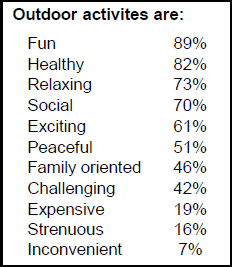 Outdoor activites are:
Fun 89%
Healthy 82%
Relaxing 73%
Social 70%
Exciting 61%
Peaceful 51%
Family oriented 46%
Challenging 42%
Expensive 19%
Strenuous 16%
Inconvenient 7%